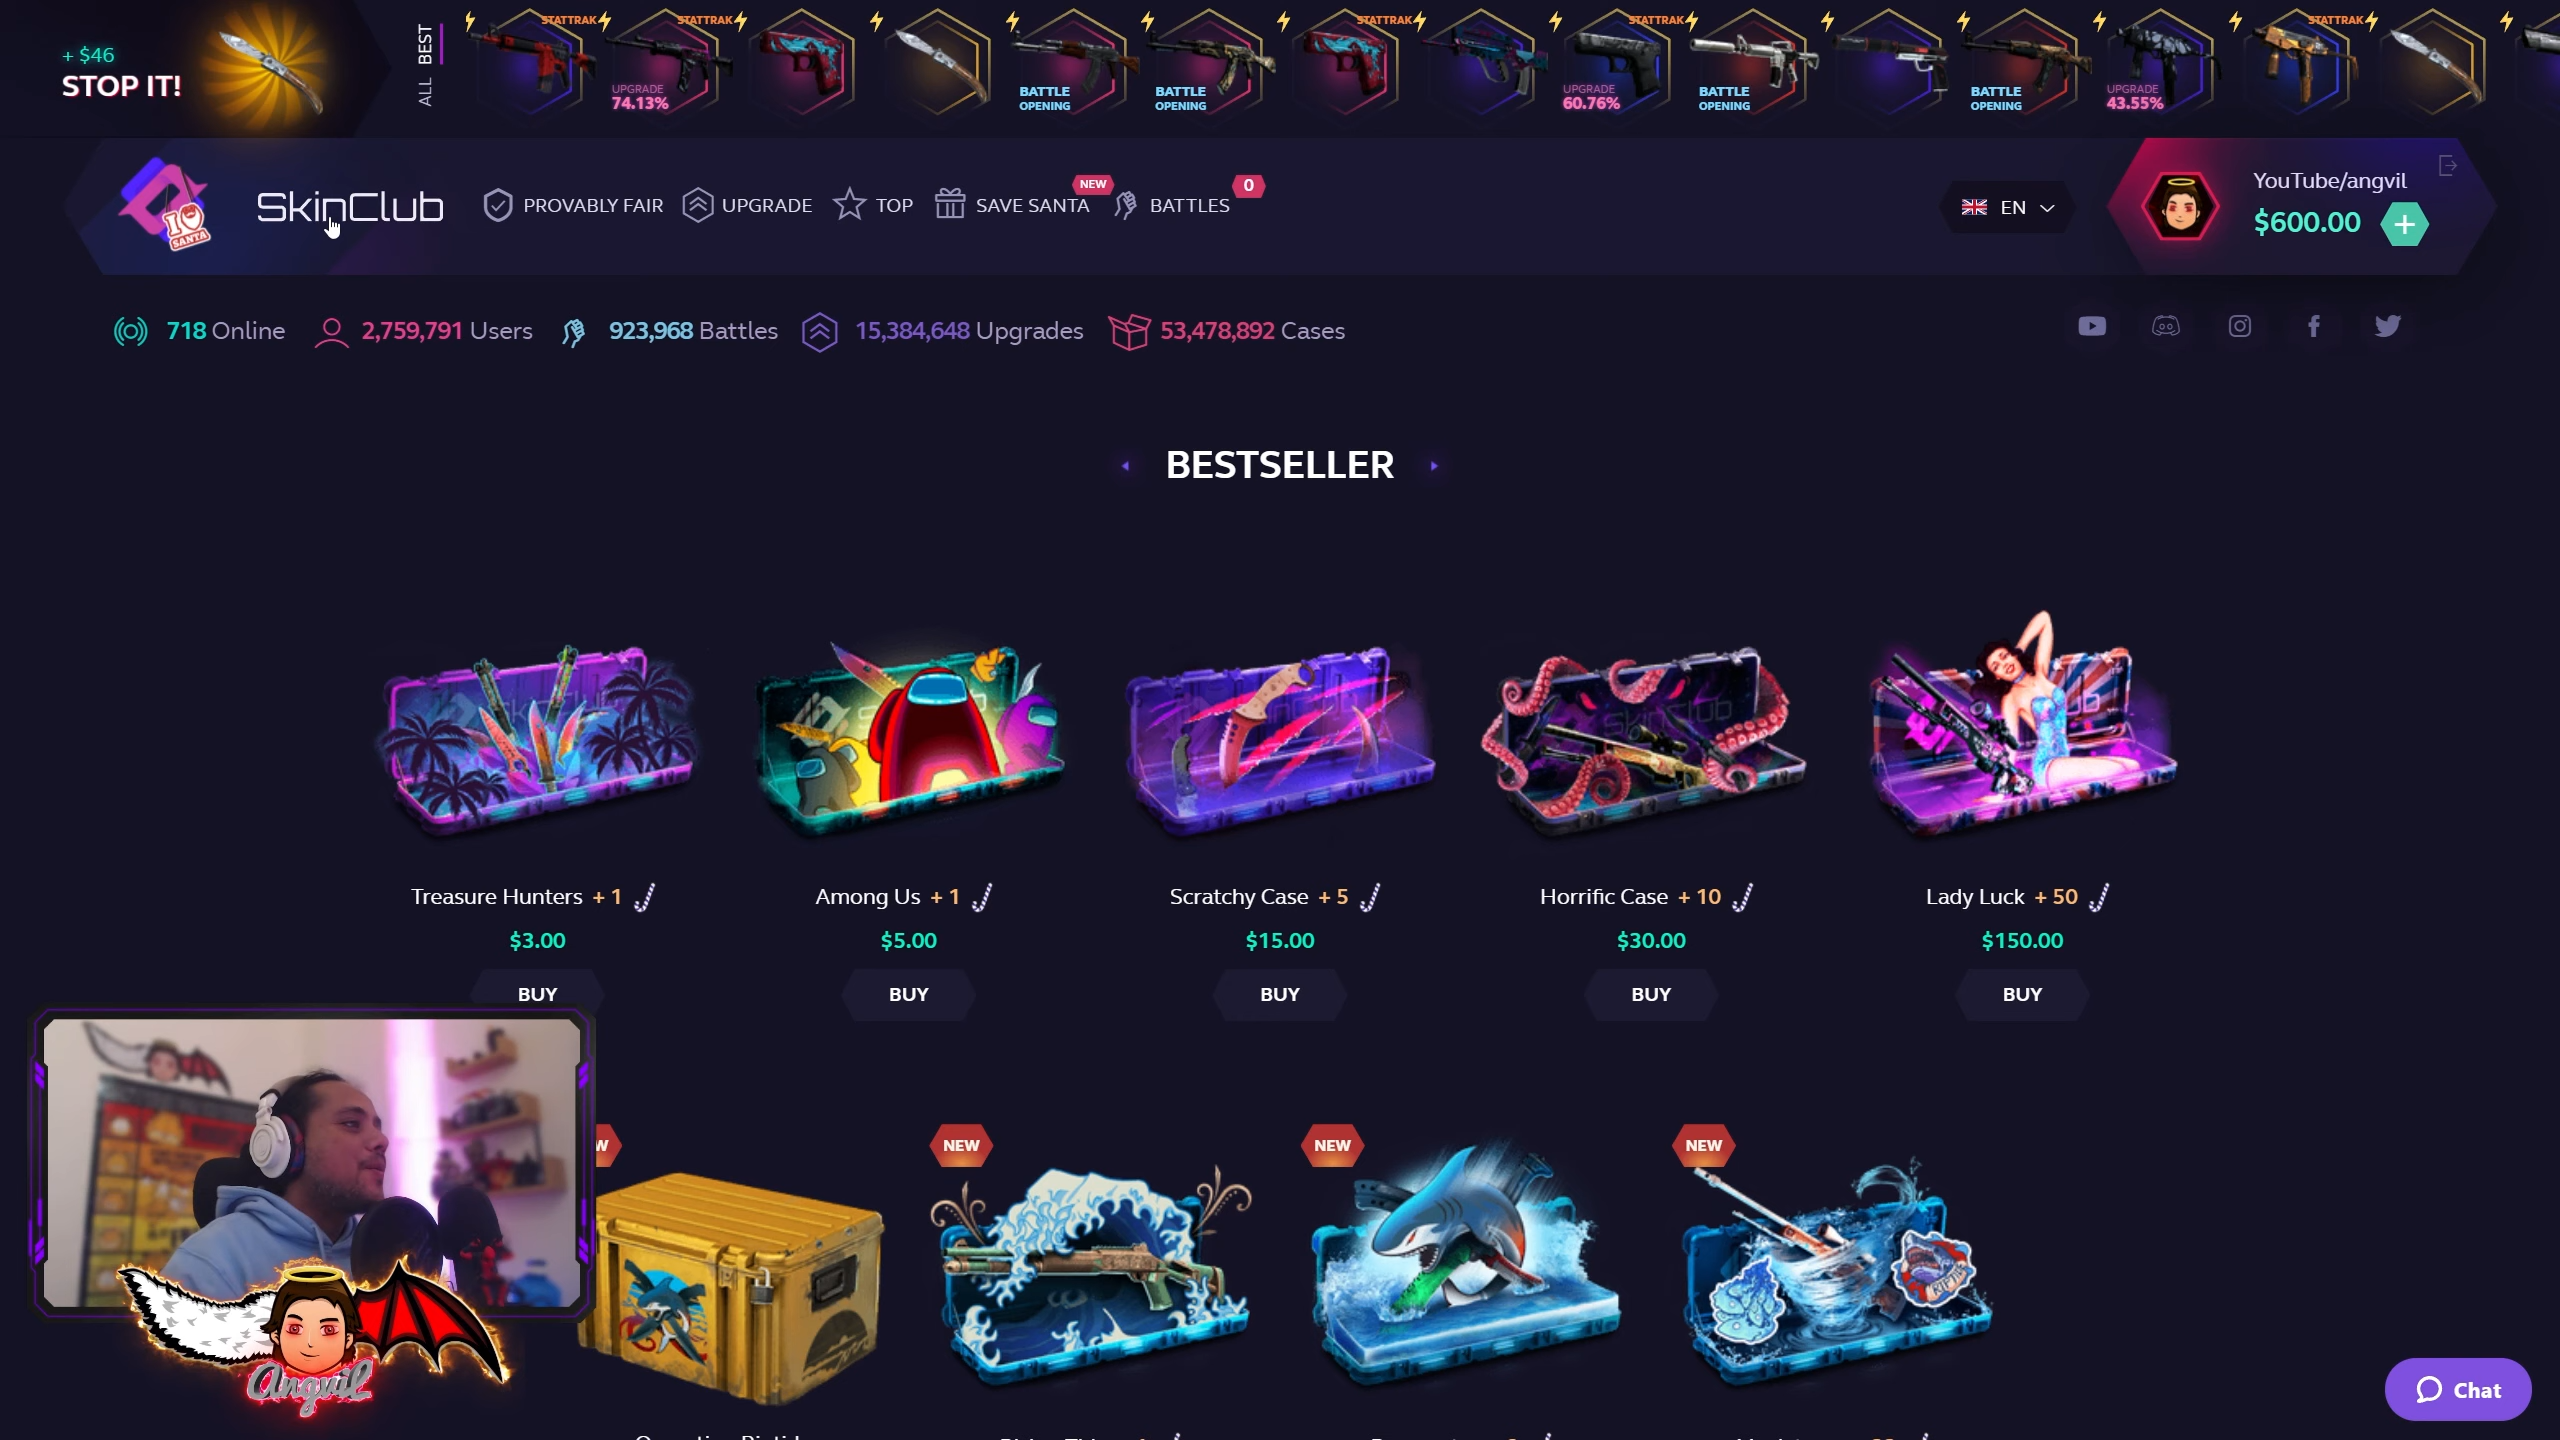 + $46
STOP IT!
ALL BEST
STATTRAK
UPGRADE
74.13%
STATTRAK
BATTLE
OPENING
BATTLE
OPENING
STATTRAK
UPGRADE
60.76%
STATTRAK
BATTLE
OPENING
BATTLE
OPENING
UPGRADE
43.55%
STATTRAK
I
SANTA
SkinClub
PROVABLY FAIR
UPGRADE
TOP
SAVE SANTA
NEW
BATTLES
0
EN
YouTube/angvil
$600.00
718 Online
2,759,791 Users
923,968 Battles
15,384,648 Upgrades
53,478,892 Cases
BESTSELLER
Treasure Hunters + 1
$3.00
BUY
Among Us + 1
$5.00
BUY
Scratchy Case + 5
$15.00
BUY
Horrific Case + 10
$30.00
BUY
Lady Luck + 50
$150.00
BUY
NEW
NEW
NEW
RIPTIDE
Angvil
Chat